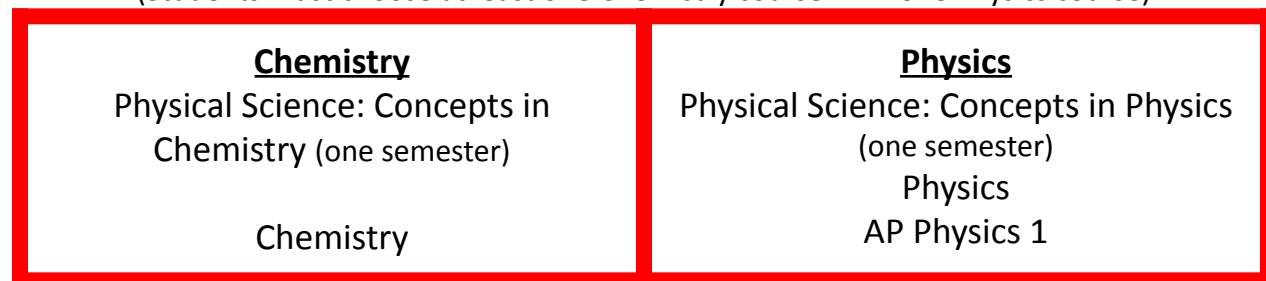 Chemistry
Physical Science: Concepts in
Chemistry (one semester)
Chemistry
Physics
Physical Science: Concepts in Physics
(one semester)
Physics
AP Physics 1